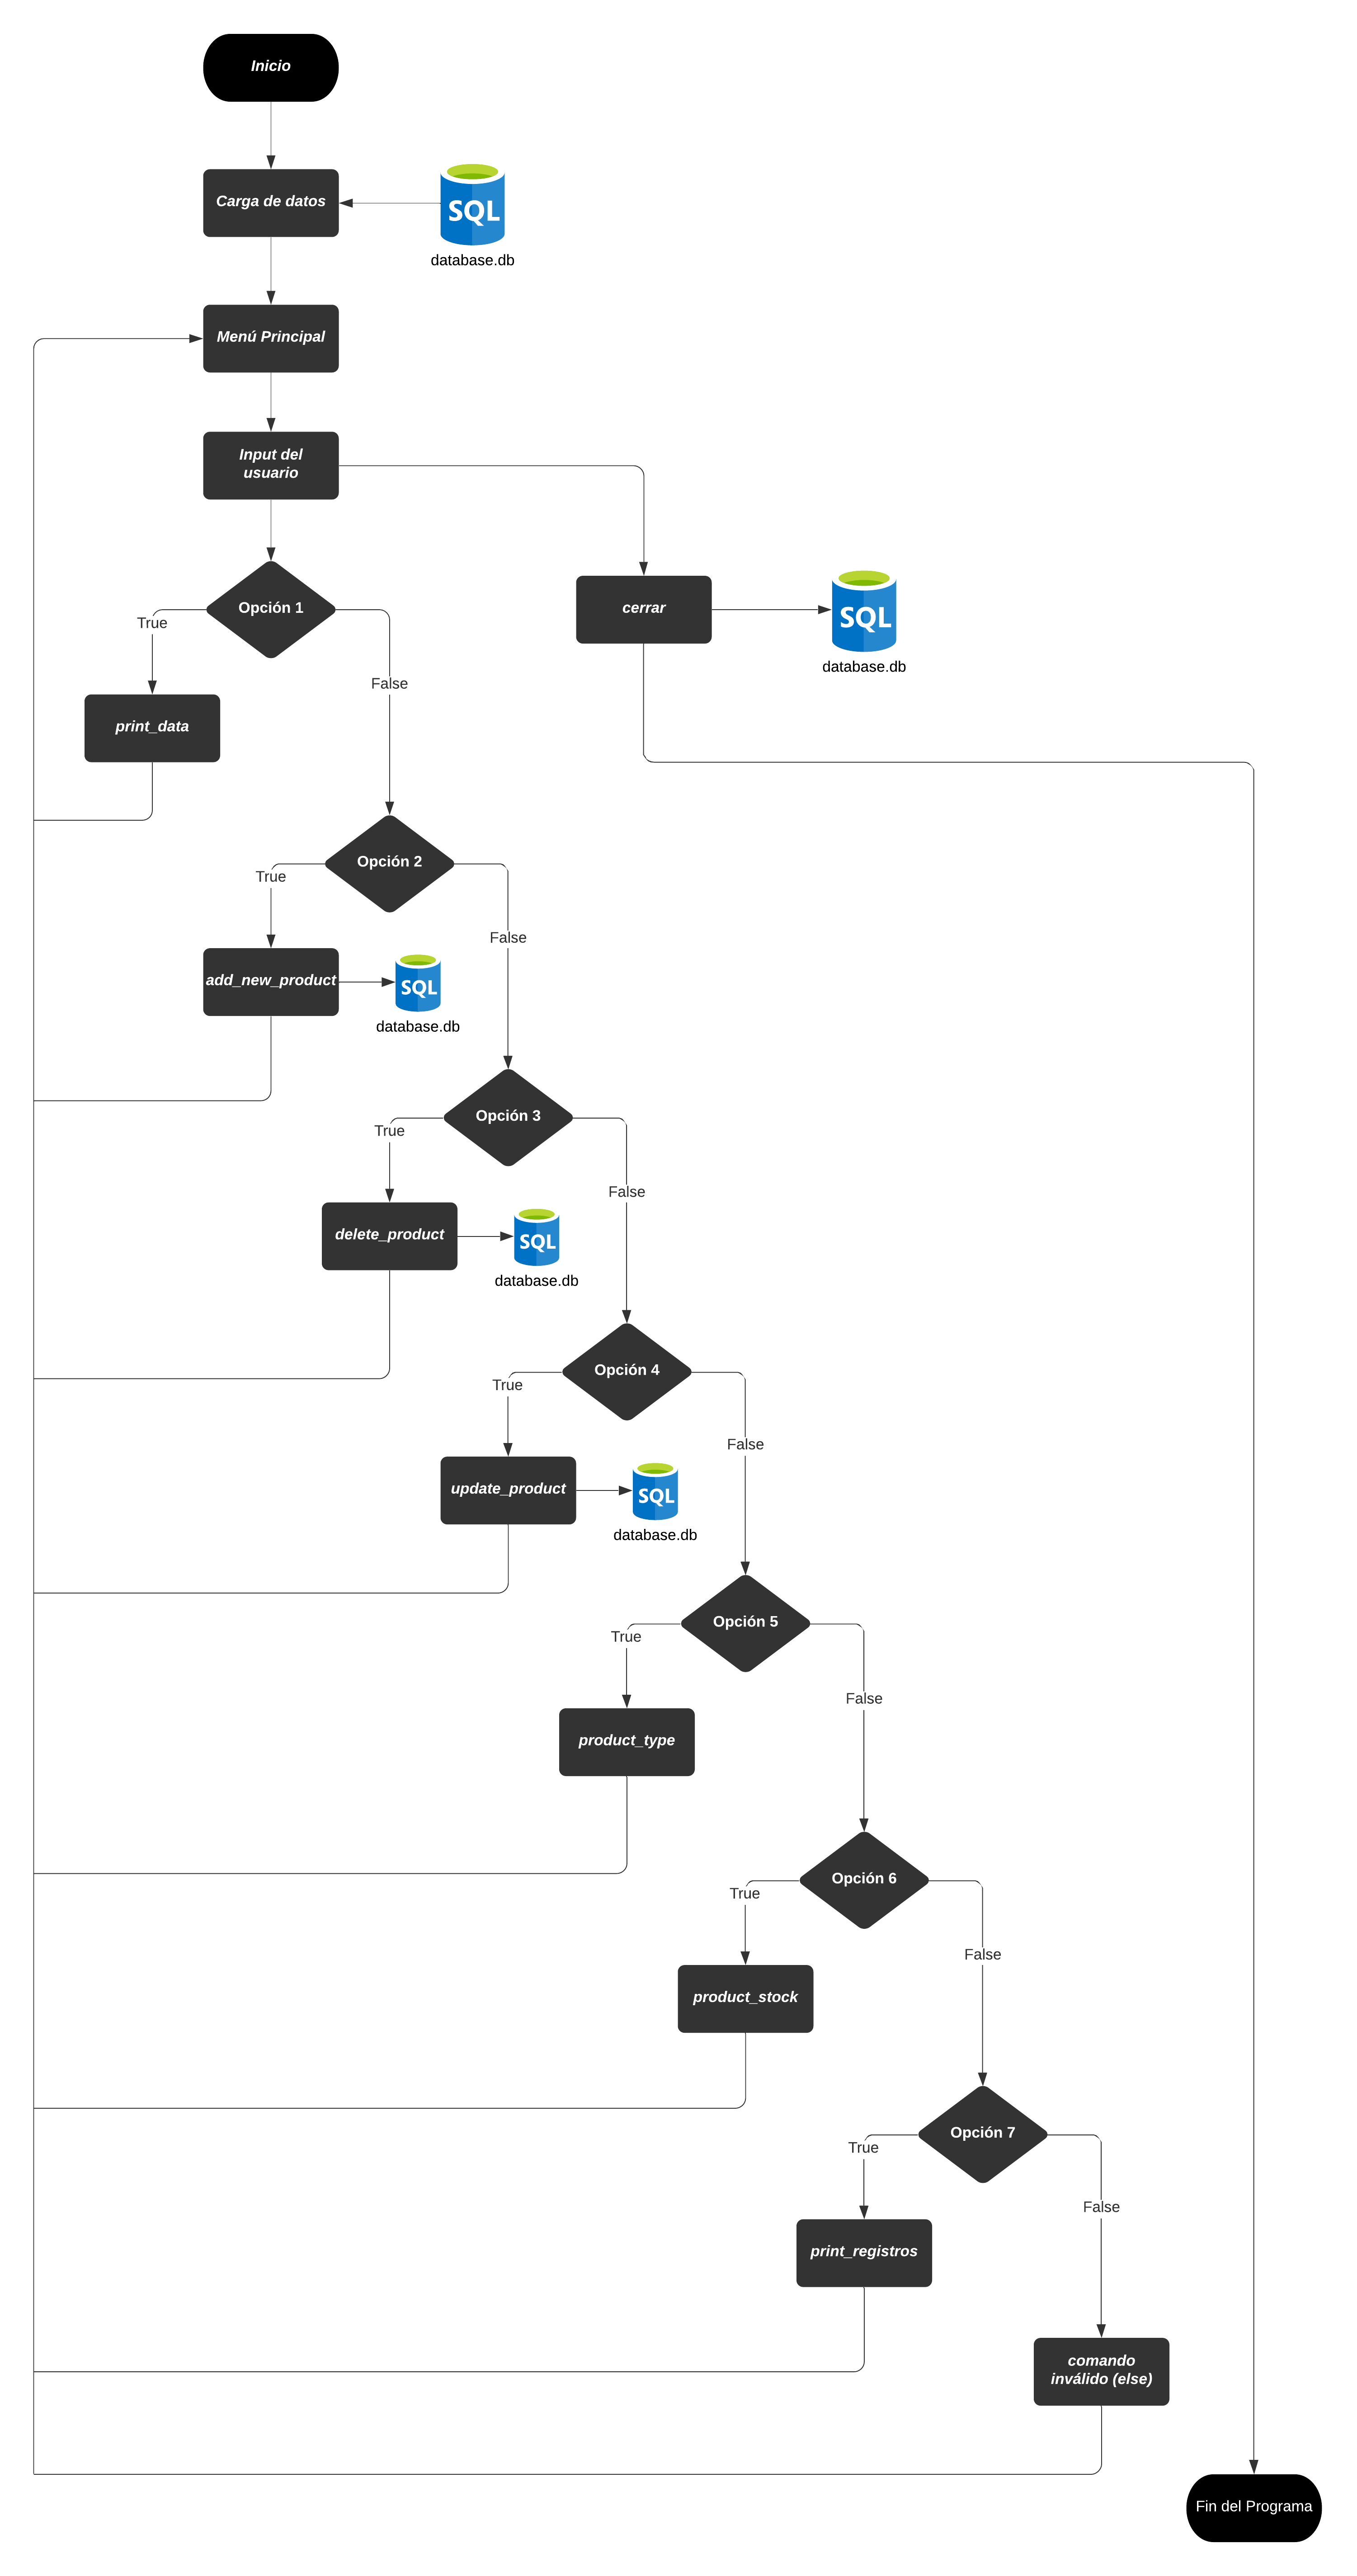 Inicio
Carga de datos
SQL
database.db
Menú Principal
Input del
usuario
Opción 1
cerrar
SQL
database.db
True
False
print_data
Opción 2
True
False
add_new_product
SQL
database.db
Opción 3
True
False
delete_product
SQL
database.db
Opción 4
True
False
update_product
SQL
database.db
Opción 5
True
False
product_type
Opción 6
True
False
product_stock
Opción 7
True
False
print_registros
comando
inválido (else)
Fin del Programa